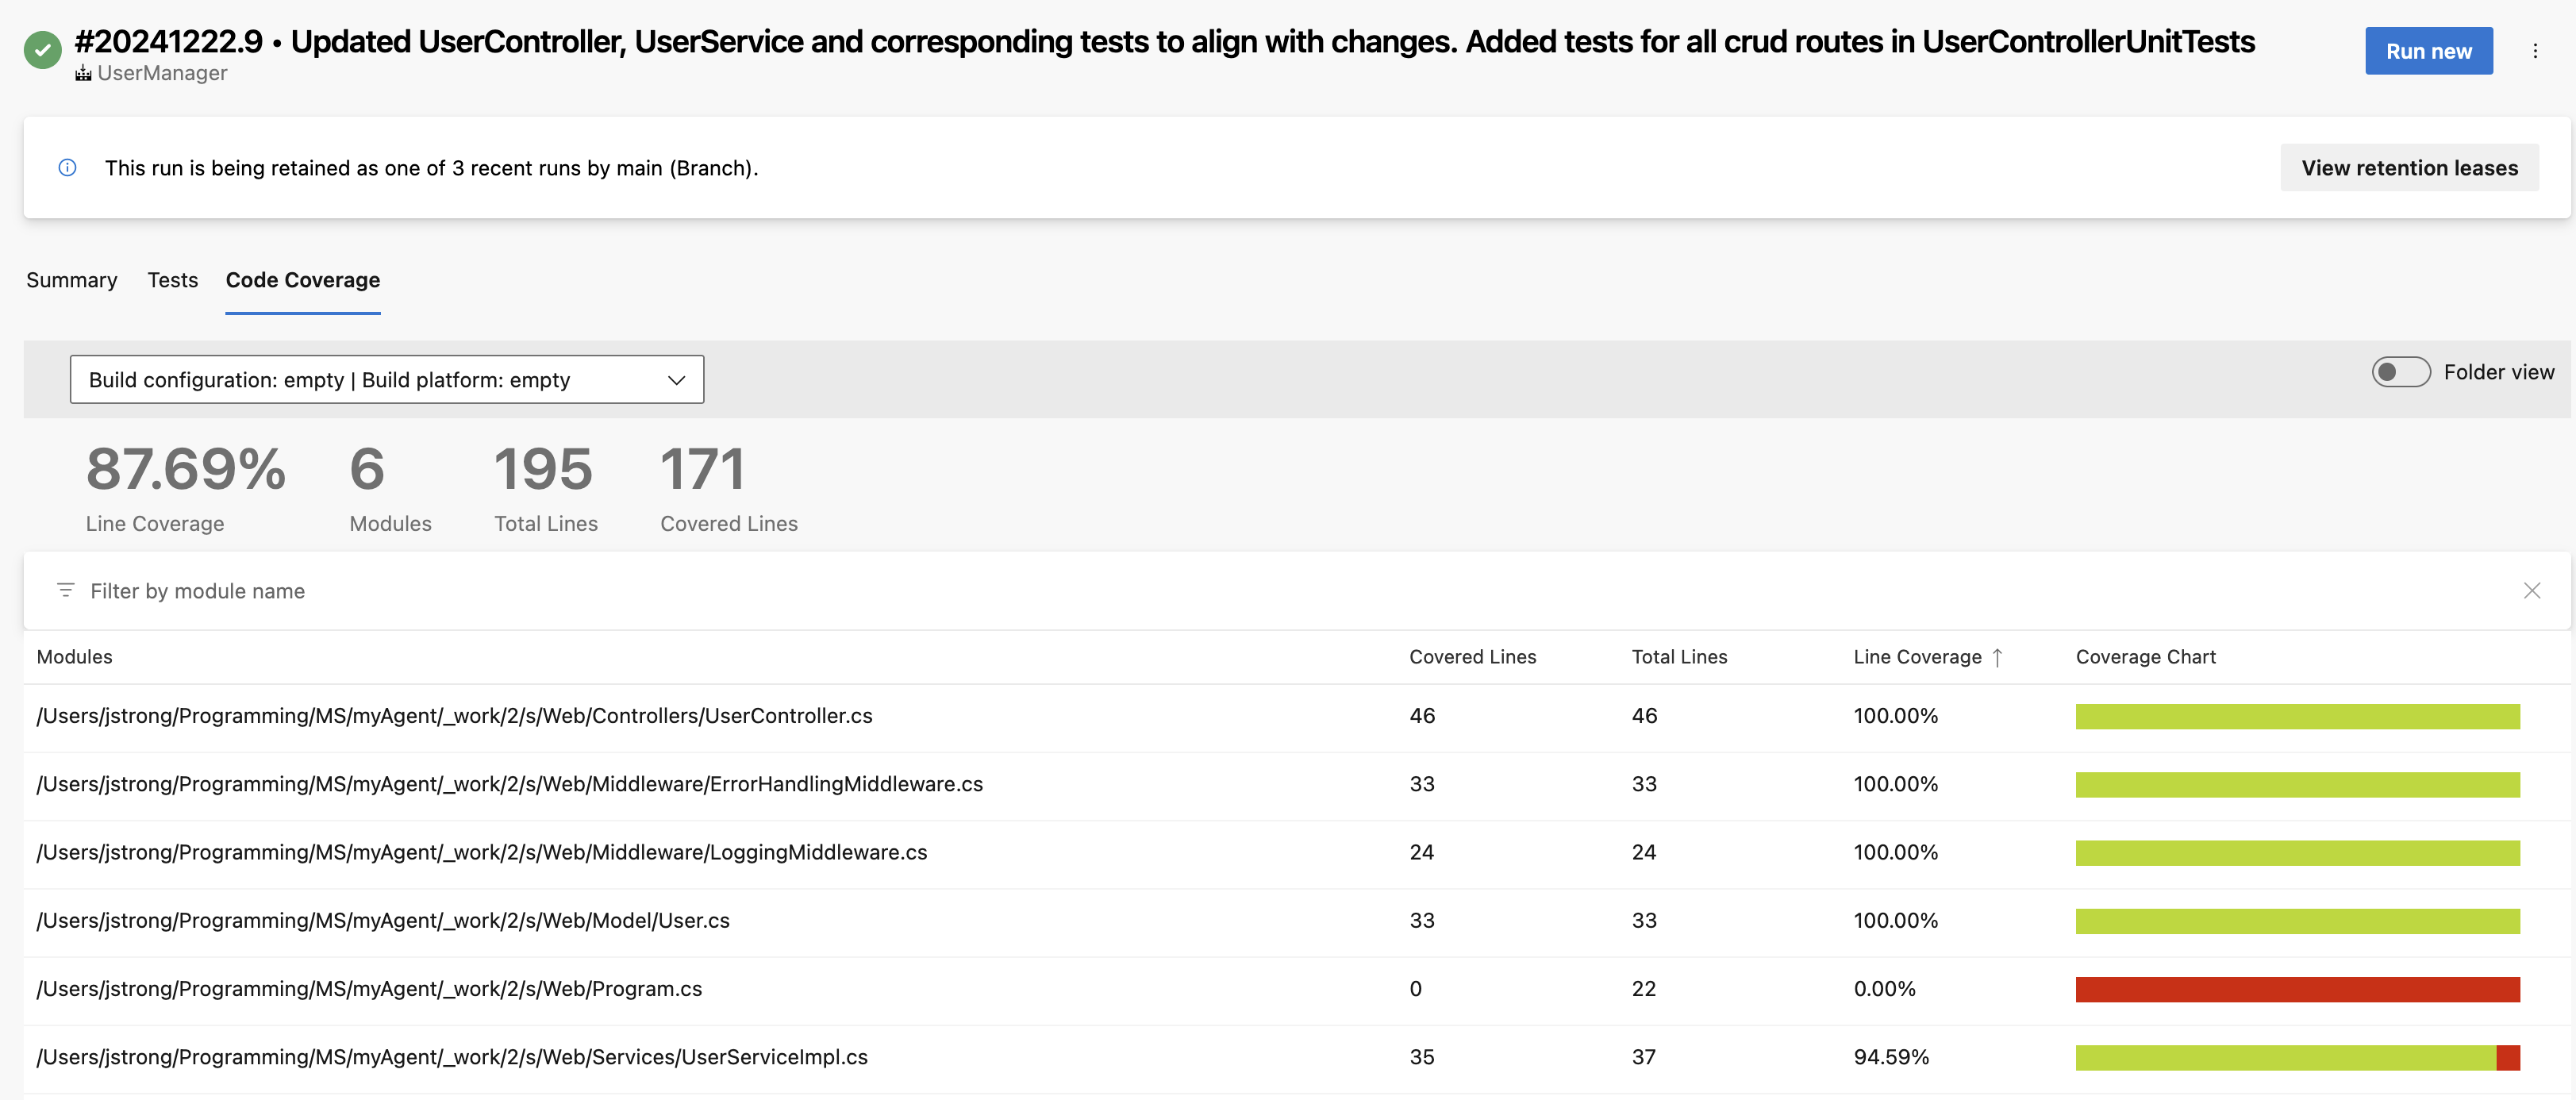 #20241222.9 • Updated UserController, UserService and corresponding tests to align with changes. Added tests for all crud routes in UserControllerUnitTests
UserManager
Run new
This run is being retained as one of 3 recent runs by main (Branch).
View retention leases
Summary Tests Code Coverage
Build configuration: empty | Build platform: empty
Folder view
87.69% 6 195 171
Line Coverage Modules Total Lines Covered Lines
Filter by module name
Modules Covered Lines Total Lines Line Coverage ↑ Coverage Chart
/Users/jstrong/Programming/MS/myAgent/_work/2/s/Web/Controllers/UserController.cs 46 46 100.00%
/Users/jstrong/Programming/MS/myAgent/_work/2/s/Web/Middleware/ErrorHandlingMiddleware.cs 33 33 100.00%
/Users/jstrong/Programming/MS/myAgent/_work/2/s/Web/Middleware/LoggingMiddleware.cs 24 24 100.00%
/Users/jstrong/Programming/MS/myAgent/_work/2/s/Web/Model/User.cs 33 33 100.00%
/Users/jstrong/Programming/MS/myAgent/_work/2/s/Web/Program.cs 0 22 0.00%
/Users/jstrong/Programming/MS/myAgent/_work/2/s/Web/Services/UserServiceImpl.cs 35 37 94.59%